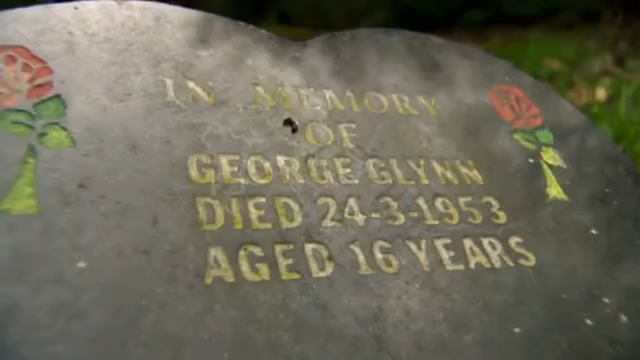 IN MEMORY
OF
GEORGE GLYNN
DIED 24-3-1953
AGED 16 YEARS